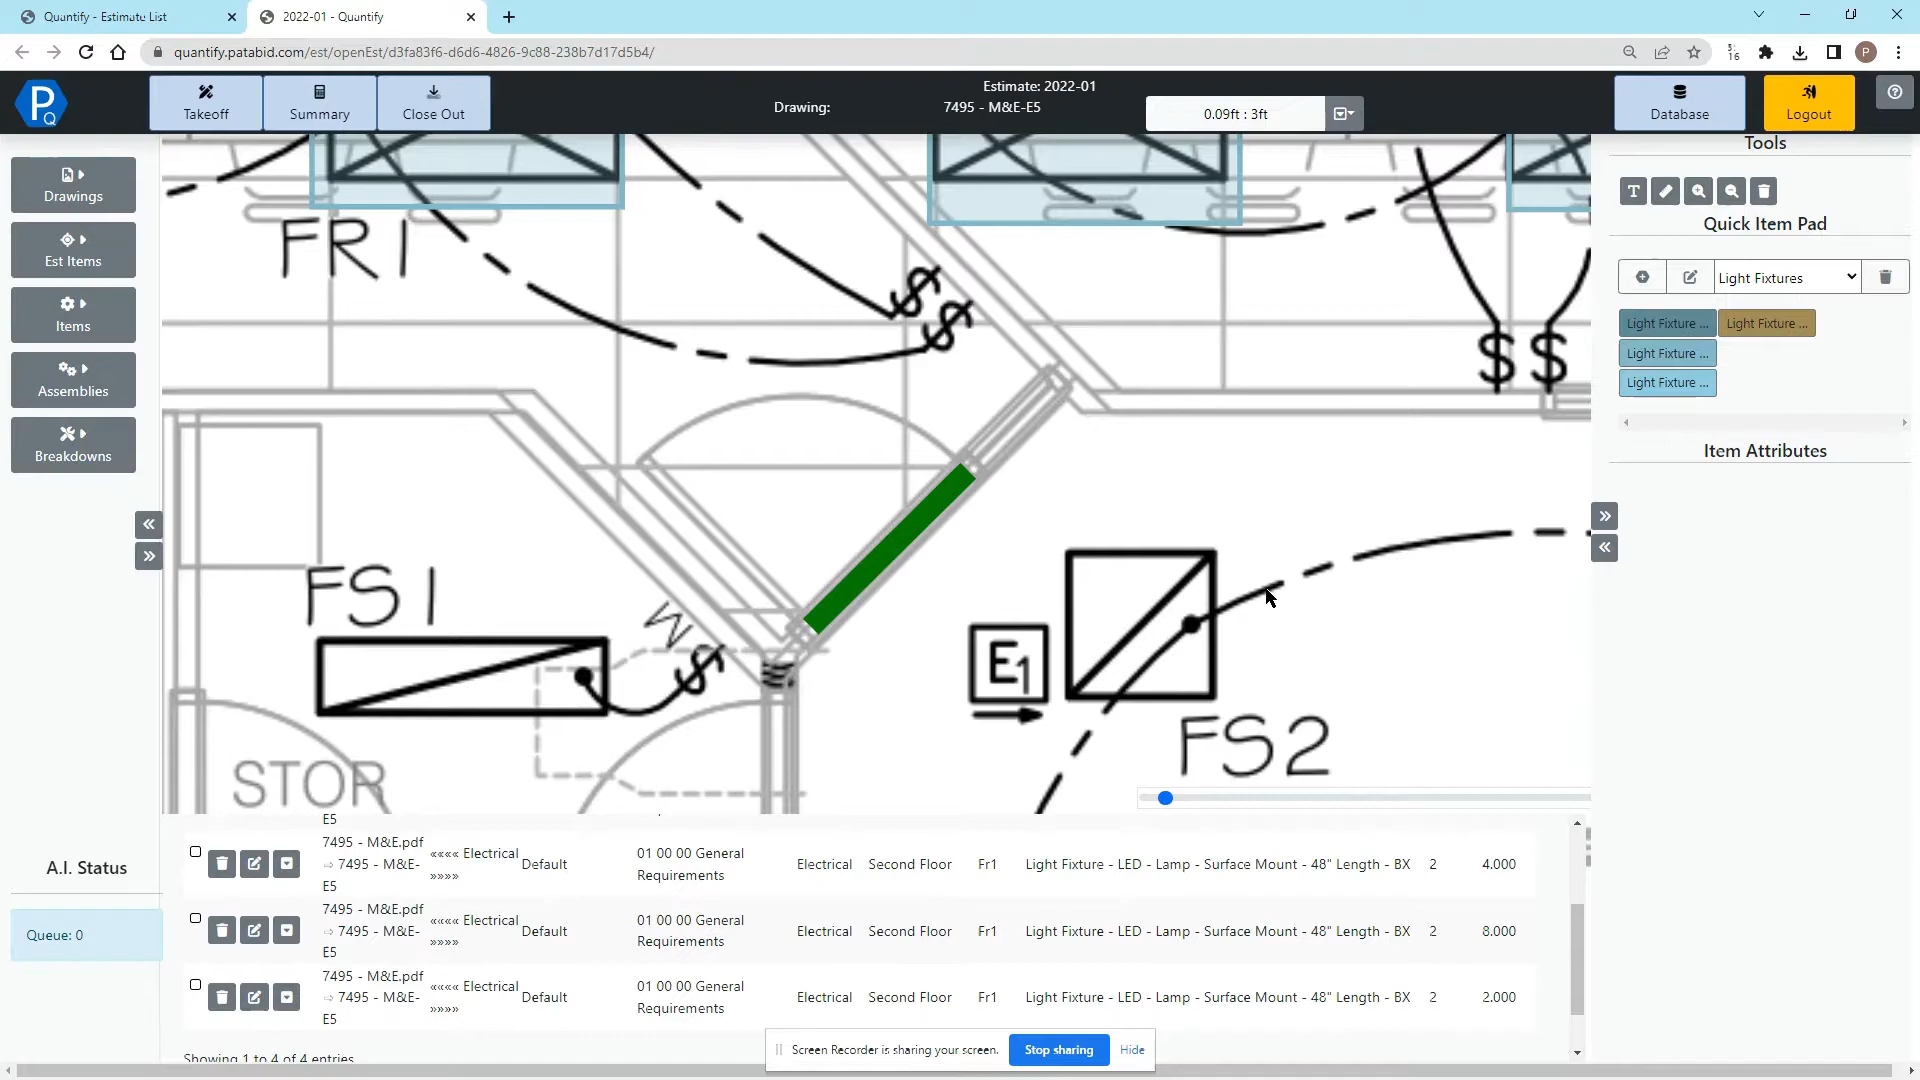 Quantify - Estimate List
2022-01 - Quantify
quantify.patabid.com/est/openEst/d3fa83f6-d6d6-4826-9c88-238b7d17d5b4/
5:
16
P
P
Q
Takeoff
Summary
Close Out
Drawing:
Estimate: 2022-01
7495 - M&E-E5
0.09ft : 3ft
Database
Logout
Drawings
Est Items
Items
Assemblies
Breakdowns
A.I. Status
Queue: 0
FR1
$
$
$ $
FS1
M
$
E1
FS2
STOR
Tools
T
Quick Item Pad
Light Fixtures
Light Fixture ...
Light Fixture ...
Light Fixture ...
Light Fixture ...
Item Attributes
E5
7495 - M&E.pdf
⇨ 7495 - M&E-
E5
«««« Electrical
»»»»
Default
01 00 00 General
Requirements
Electrical
Second Floor
Fr1
Light Fixture - LED - Lamp - Surface Mount - 48" Length - BX
2
4.000
7495 - M&E.pdf
⇨ 7495 - M&E-
E5
«««« Electrical
»»»»
Default
01 00 00 General
Requirements
Electrical
Second Floor
Fr1
Light Fixture - LED - Lamp - Surface Mount - 48" Length - BX
2
8.000
7495 - M&E.pdf
⇨ 7495 - M&E-
E5
«««« Electrical
»»»»
Default
01 00 00 General
Requirements
Electrical
Second Floor
Fr1
Light Fixture - LED - Lamp - Surface Mount - 48" Length - BX
2
2.000
Showing 1 to 4 of 4 entries
Screen Recorder is sharing your screen.
Stop sharing
Hide